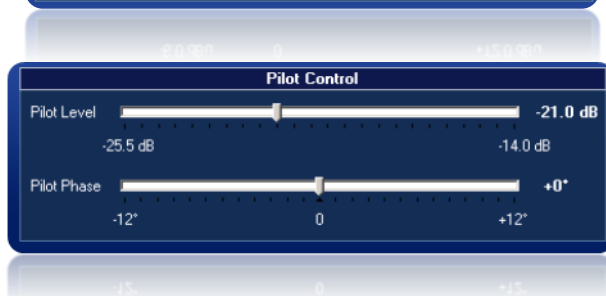 Pilot Control
Pilot Level -21.0 dB
-25.5 dB -14.0 dB
Pilot Phase +0°
-12° 0 +12°